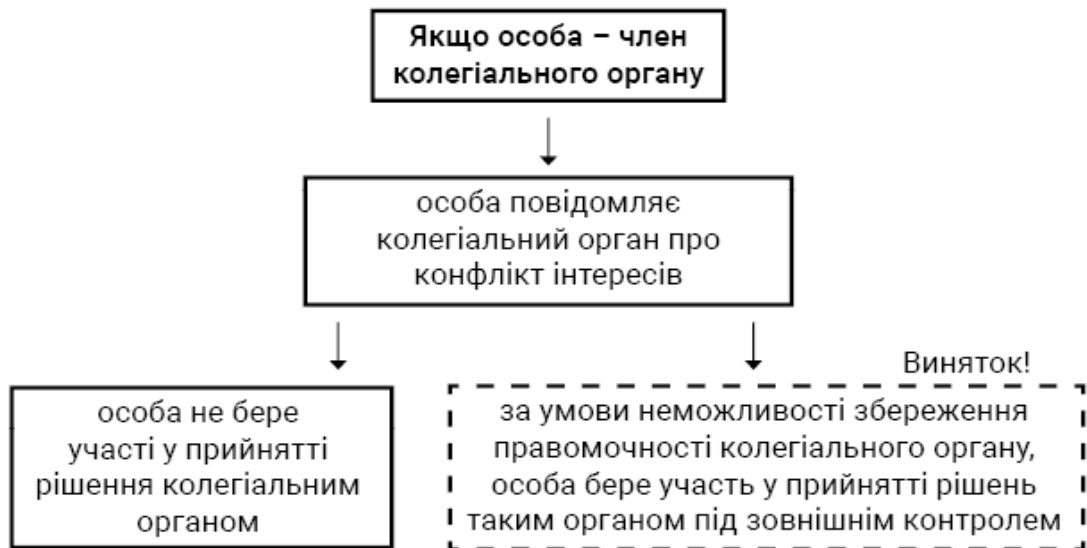 Якщо особа – член
колегіального органу
особа повідомляє
колегіальний орган про
конфлікт інтересів
особа не бере
участі у прийнятті
рішення колегіальним
органом
Виняток!
за умови неможливості збереження
правомочності колегіального органу,
особа бере участь у прийнятті рішень
таким органом під зовнішнім контролем